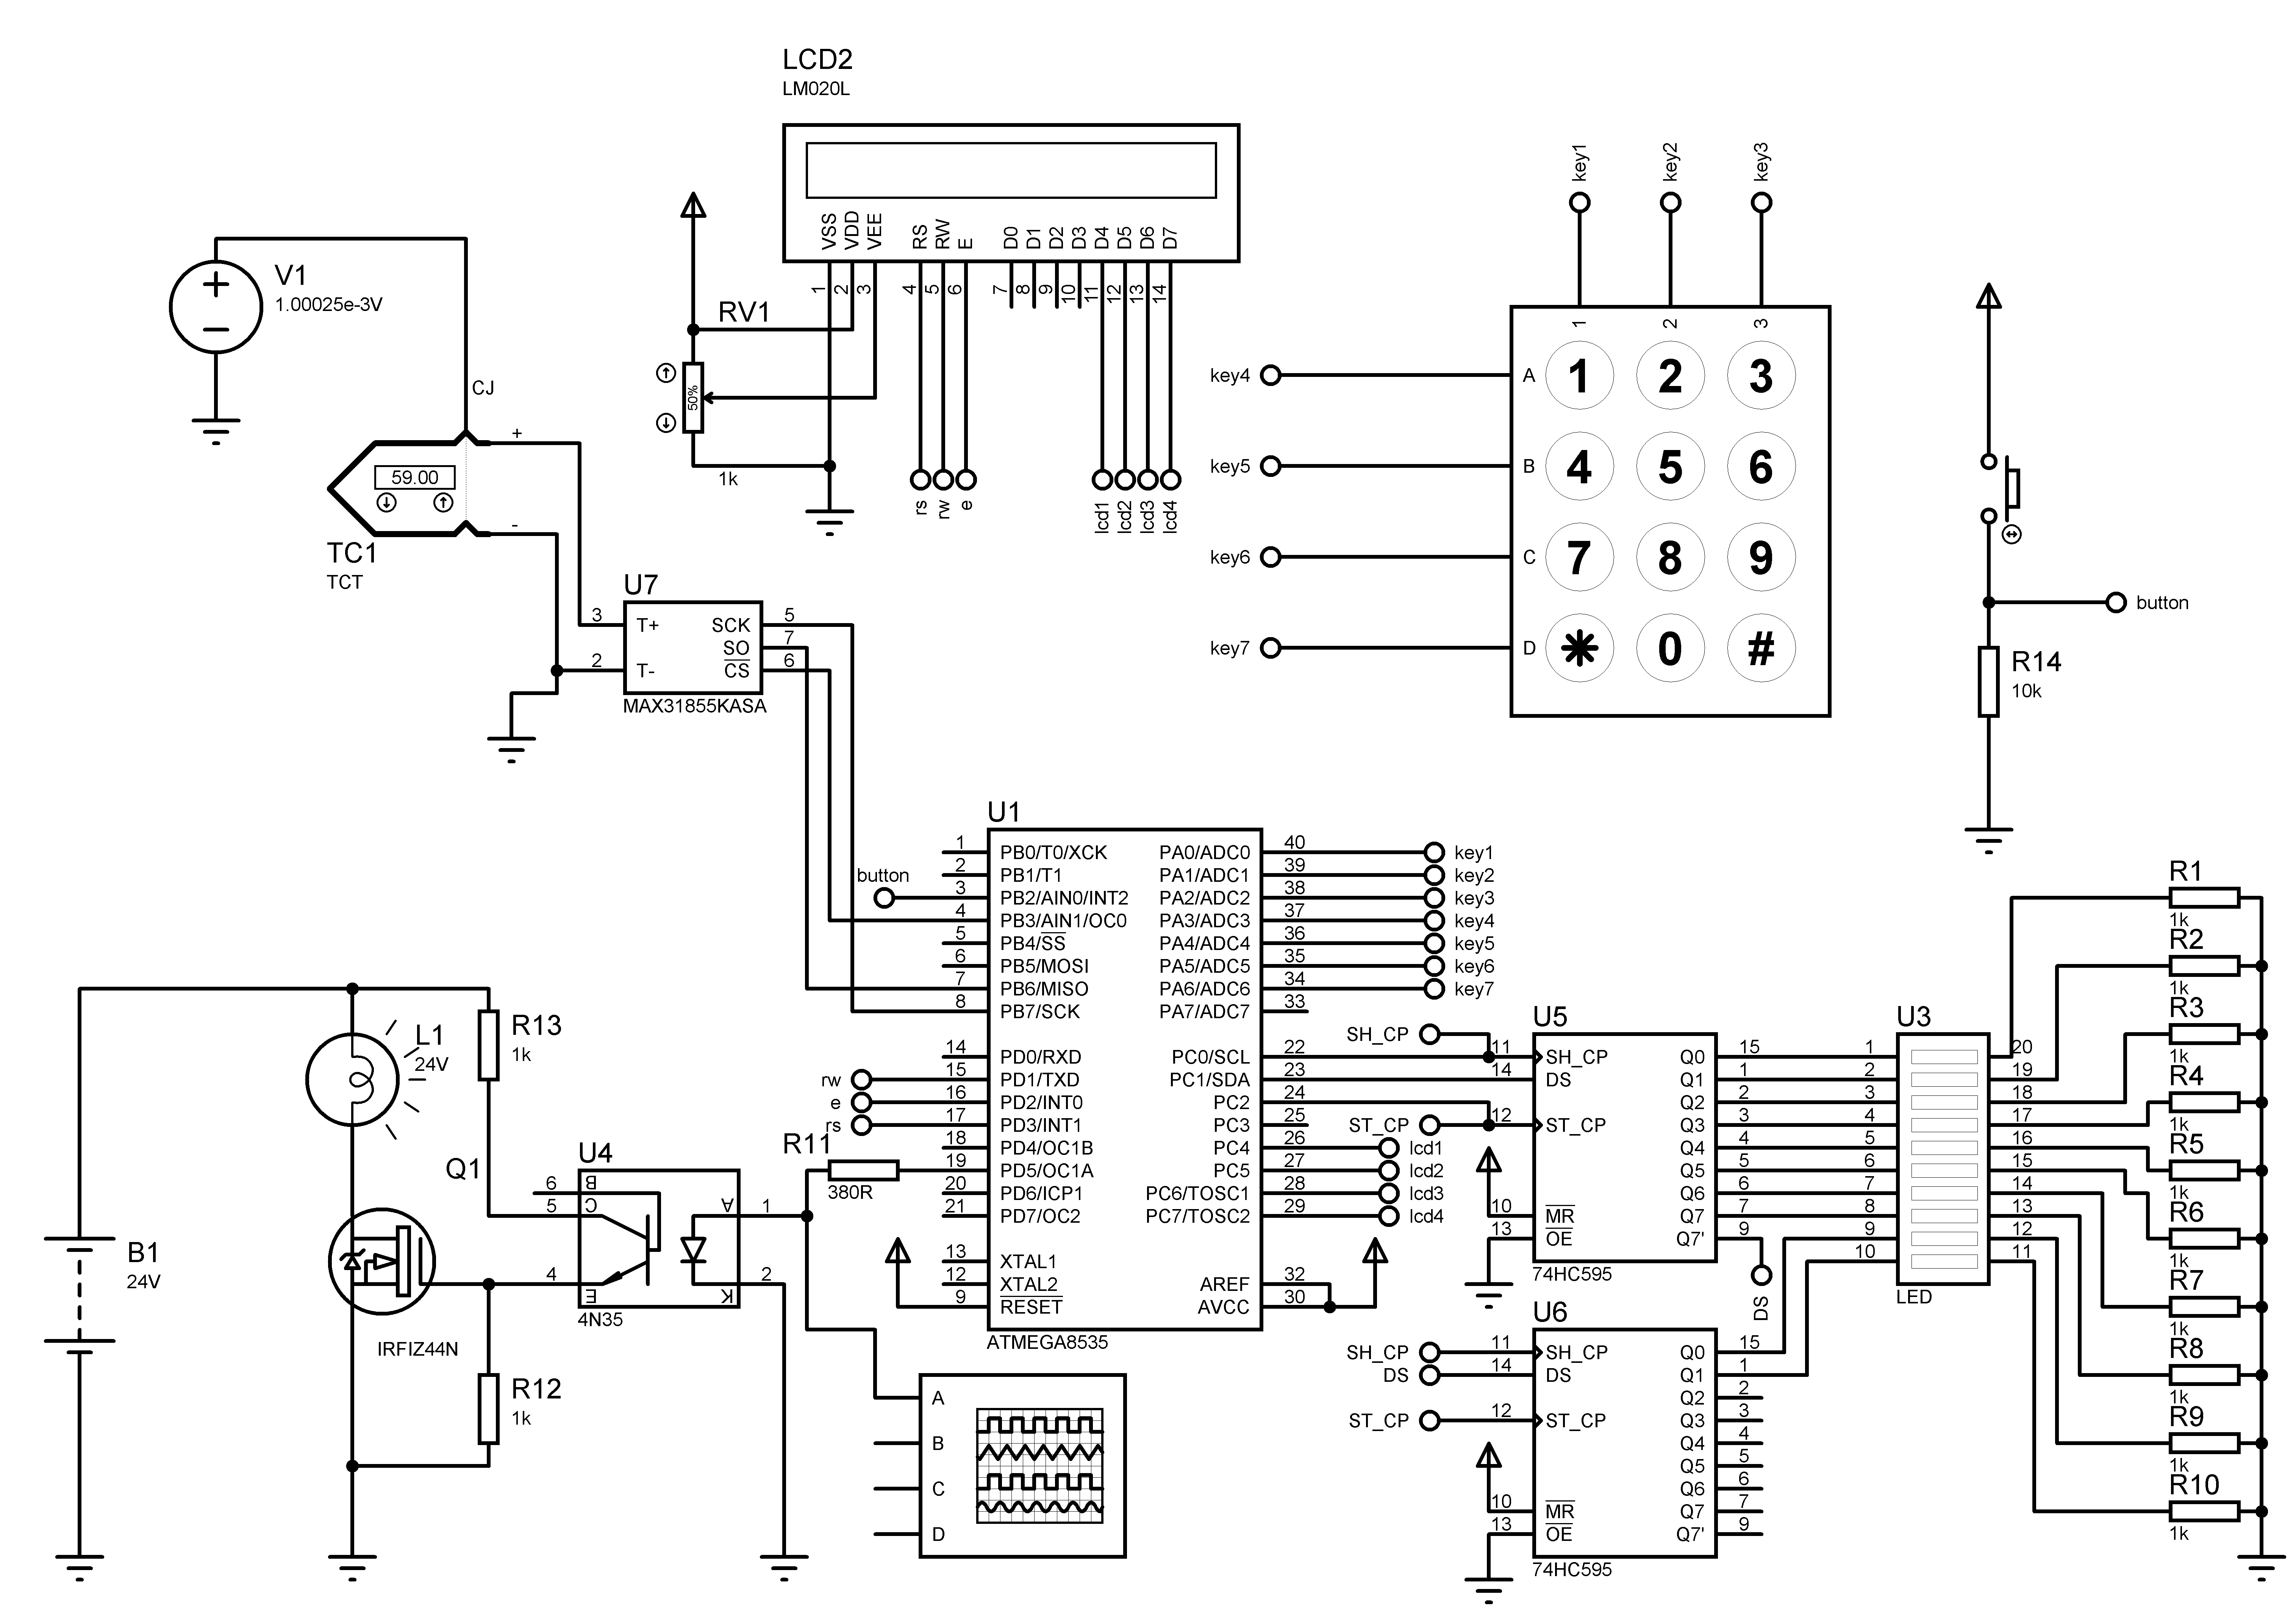 LCD2
LM020L
VSS VDD VEE RS RW E D0 D1 D2 D3 D4 D5 D6 D7
1 2 3 4 5 6 7 8 9 10 11 12 13 14
rs rw e lcd1 lcd2 lcd3 lcd4
RV1
50%
1k
V1
1.00025e-3V
CJ
+
59.00
-
TC1
TCT
U7
3 T+ SCK 5
SO 7
2 T- CS 6
MAX31855KASA
key1 key2 key3
1 2 3
key4 A 1 2 3
key5 B 4 5 6
key6 C 7 8 9
key7 D * 0 #
button
R14
10k
U1
1 PB0/T0/XCK PA0/ADC0 40 key1
2 PB1/T1 PA1/ADC1 39 key2
button 3 PB2/AIN0/INT2 PA2/ADC2 38 key3
4 PB3/AIN1/OC0 PA3/ADC3 37 key4
5 PB4/SS PA4/ADC4 36 key5
6 PB5/MOSI PA5/ADC5 35 key6
7 PB6/MISO PA6/ADC6 34 key7
8 PB7/SCK PA7/ADC7 33
14 PD0/RXD PC0/SCL 22
rw 15 PD1/TXD PC1/SDA 23
e 16 PD2/INT0 PC2 24
rs 17 PD3/INT1 PC3 25
18 PD4/OC1B PC4 26 lcd1
19 PD5/OC1A PC5 27 lcd2
20 PD6/ICP1 PC6/TOSC1 28 lcd3
21 PD7/OC2 PC7/TOSC2 29 lcd4
13 XTAL1
12 XTAL2 AREF 32
9 RESET AVCC 30
ATMEGA8535
R11
380R
L1
24V
R13
1k
Q1
IRFIZ44N
B1
24V
R12
1k
U4
6 B
5 C A 1
4 E K 2
4N35
A
B
C
D
U5
SH_CP 11 SH_CP Q0 15
14 DS Q1 1
Q2 2
ST_CP 12 ST_CP Q3 3
Q4 4
Q5 5
Q6 6
10 MR Q7 7
13 OE Q7' 9
74HC595
DS
U6
SH_CP 11 SH_CP Q0 15
DS 14 DS Q1 1
Q2 2
ST_CP 12 ST_CP Q3 3
Q4 4
Q5 5
Q6 6
10 MR Q7 7
13 OE Q7' 9
74HC595
U3
1 20
2 19
3 18
4 17
5 16
6 15
7 14
8 13
9 12
10 11
LED
R1
1k
R2
1k
R3
1k
R4
1k
R5
1k
R6
1k
R7
1k
R8
1k
R9
1k
R10
1k